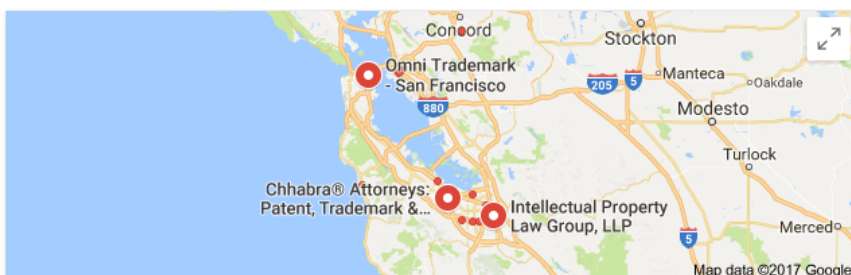 Concord
Stockton
Omni Trademark
- San Francisco
Manteca
Oakdale
205
5
880
Modesto
Turlock
Chhabra® Attorneys:
Patent, Trademark &...
Intellectual Property
Law Group, LLP
Merced
5
Map data ©2017 Google